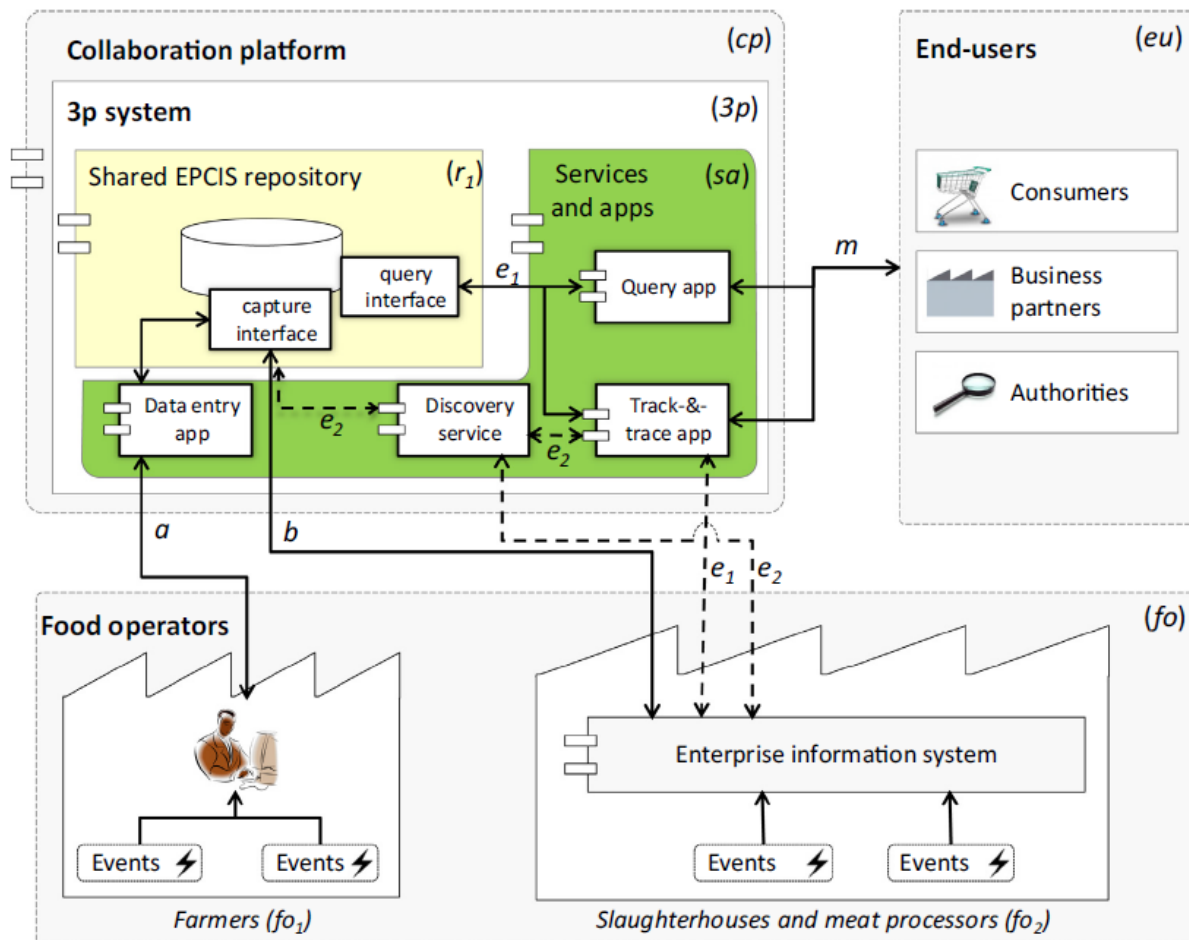 Collaboration platform
(cp)
3p system
(3p)
Shared EPCIS repository
(r1)
Services
and apps
(sa)
query
interface
capture
interface
e1
Query app
m
Data entry
app
e2
Discovery
service
e2
Track-&-
trace app
End-users
(eu)
Consumers
Business
partners
Authorities
a
b
e1
e2
Food operators
(fo)
Events
Events
Farmers (fo1)
Enterprise information system
Events
Events
Slaughterhouses and meat processors (fo2)